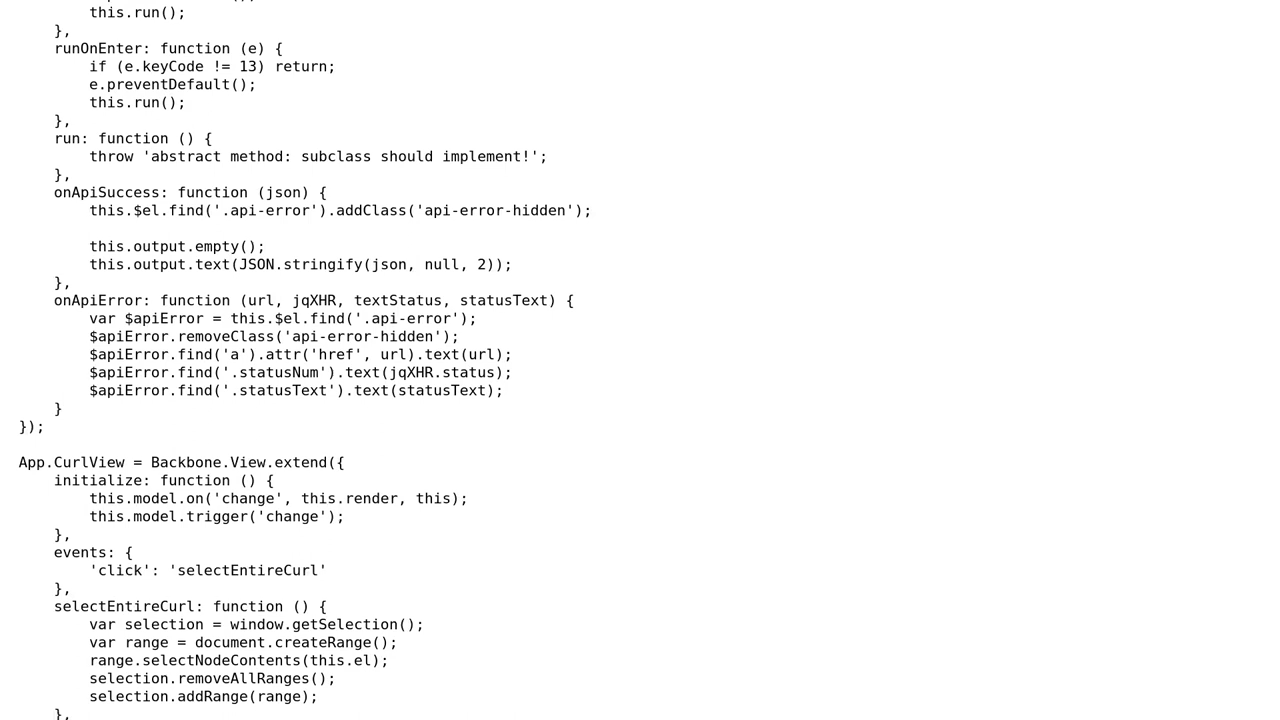 this.run();
    },
    runOnEnter: function (e) {
        if (e.keyCode != 13) return;
        e.preventDefault();
        this.run();
    },
    run: function () {
        throw 'abstract method: subclass should implement!';
    },
    onApiSuccess: function (json) {
        this.$el.find('.api-error').addClass('api-error-hidden');

        this.output.empty();
        this.output.text(JSON.stringify(json, null, 2));
    },
    onApiError: function (url, jqXHR, textStatus, statusText) {
        var $apiError = this.$el.find('.api-error');
        $apiError.removeClass('api-error-hidden');
        $apiError.find('a').attr('href', url).text(url);
        $apiError.find('.statusNum').text(jqXHR.status);
        $apiError.find('.statusText').text(statusText);
    }
});

App.CurlView = Backbone.View.extend({
    initialize: function () {
        this.model.on('change', this.render, this);
        this.model.trigger('change');
    },
    events: {
        'click': 'selectEntireCurl'
    },
    selectEntireCurl: function () {
        var selection = window.getSelection();
        var range = document.createRange();
        range.selectNodeContents(this.el);
        selection.removeAllRanges();
        selection.addRange(range);
    },